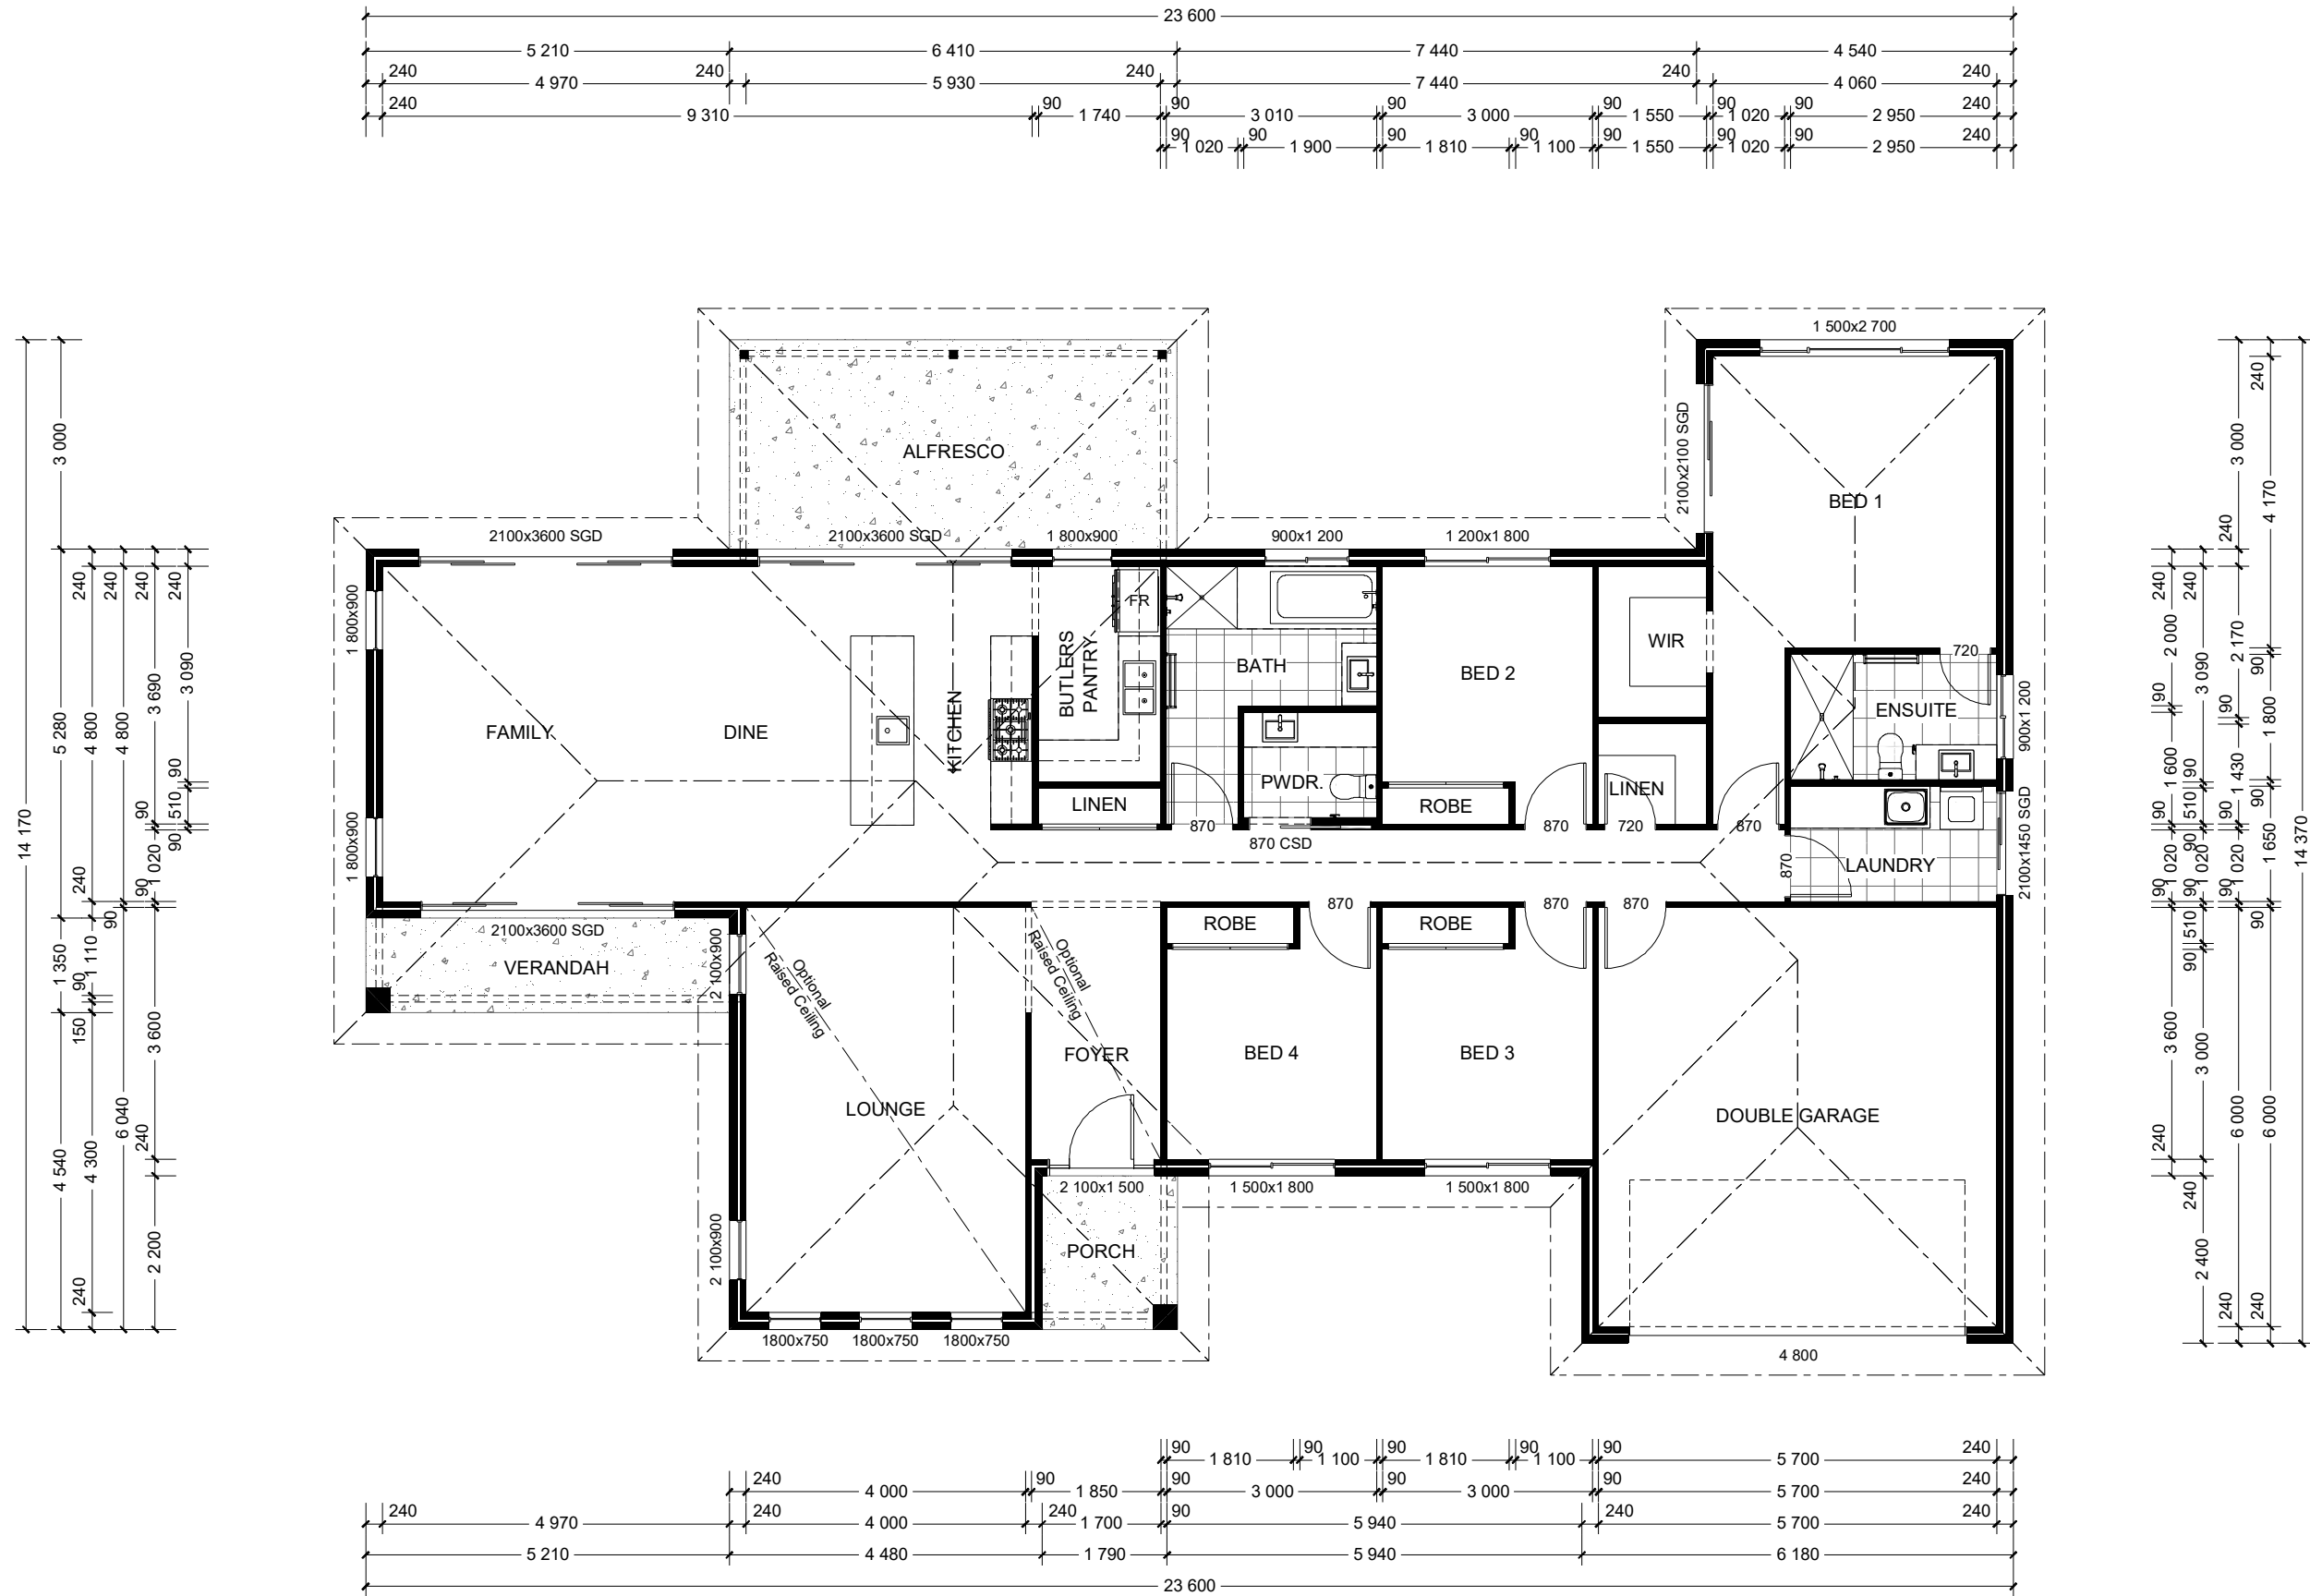 23 600
5 210 6 410 7 440 4 540
240 4 970 240 5 930 240 7 440 240 4 060 240
240 9 310 90 1 740 90 3 010 90 3 000 90 1 550 90 1 020 90 2 950 240
90 1 020 90 1 900 90 1 810 90 1 100 90 1 550 90 1 020 90 2 950 240
1 500x2 700
2100x2100 SGD
ALFRESCO
BED 1
2100x3600 SGD
2100x3600 SGD
1 800x900
900x1 200
1200x1 800
1 800x900
FR
BUTLERS
PANTRY
BATH
BED 2
WIR
720
ENSUITE
900x1 200
FAMILY
DINE
KITCHEN
PWDR.
LINEN
ROBE
LINEN
1 800x900
870
870 CSD
870
720
870
870
LAUNDRY
2100x1450 SGD
2100x3600 SGD
VERANDAH
2 100x900
Optional
Raised Ceiling
Optional
Raised Ceiling
ROBE
870
ROBE
870
870
FOYER
BED 4
BED 3
LOUNGE
DOUBLE GARAGE
2 100x1 500
1 500x1 800
1 500x1 800
2 100x900
PORCH
1800x750
1800x750
1800x750
4 800
14 170
3 000 5 280 1 350 4 540
240 4 800 240 1 110 90 150 4 300 240
240 4 800 90 6 040
240 3 690 90 1 020 90 3 600 240 2 200
240 3 090 90 510 90
240 2 000 90 1 600 90 1 020 90 3 600 240
240 3 090 90 510 90 1 020 90 510 90 3 000 240 2 400
3 000 240 2 170 90 1 430 90 1 020 90 6 000 240
240 4 170 90 1 800 90 1 650 90 6 000 240
14 370
90 1 810 90 1 100 90 1 810 90 1 100 90 5 700 240
240 4 000 90 1 850 90 3 000 90 3 000 90 5 700 240
240 4 970 240 4 000 240 1 700 90 5 940 240 5 700 240
5 210 4 480 1 790 5 940 6 180
23 600